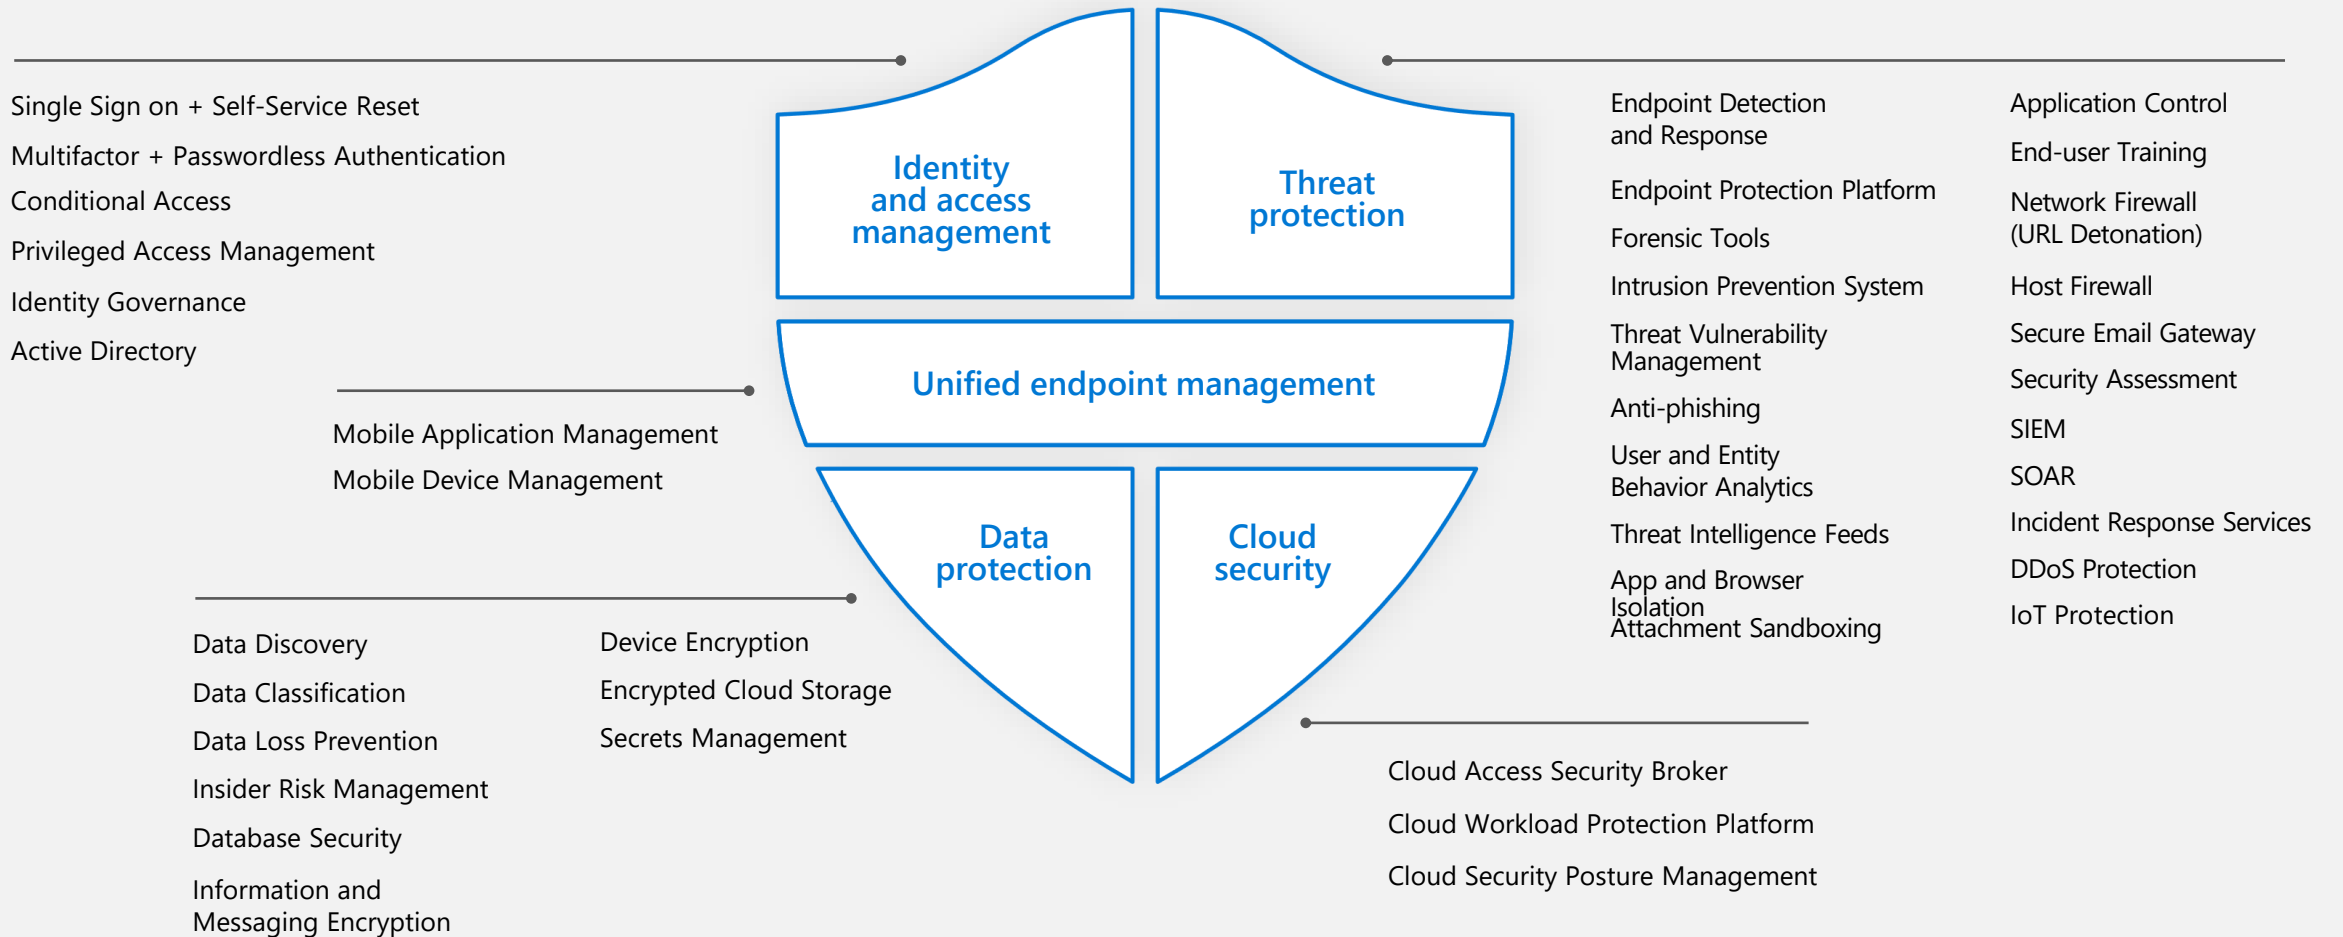 Single Sign on + Self-Service Reset
Multifactor + Passwordless Authentication
Conditional Access
Privileged Access Management
Identity Governance
Active Directory
Identity
and access
management
Threat
protection
Endpoint Detection
and Response
Endpoint Protection Platform
Forensic Tools
Intrusion Prevention System
Threat Vulnerability
Management
Anti-phishing
User and Entity
Behavior Analytics
Threat Intelligence Feeds
App and Browser
Isolation
Attachment Sandboxing
Application Control
End-user Training
Network Firewall
(URL Detonation)
Host Firewall
Secure Email Gateway
Security Assessment
SIEM
SOAR
Incident Response Services
DDoS Protection
IoT Protection
Unified endpoint management
Mobile Application Management
Mobile Device Management
Data
protection
Cloud
security
Data Discovery
Data Classification
Data Loss Prevention
Insider Risk Management
Database Security
Information and
Messaging Encryption
Device Encryption
Encrypted Cloud Storage
Secrets Management
Cloud Access Security Broker
Cloud Workload Protection Platform
Cloud Security Posture Management